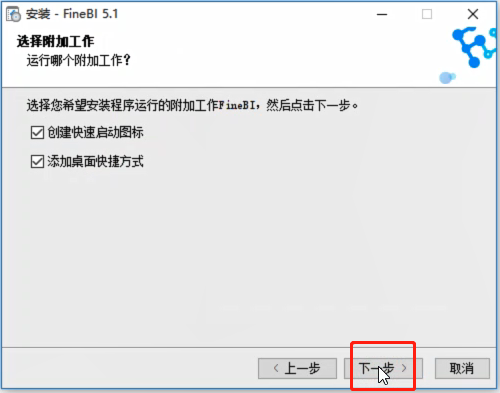 安装 - FineBI 5.1
选择附加工作
运行哪个附加工作?
选择您希望安装程序运行的附加工作FineBI，然后点击下一步。
创建快速启动图标
添加桌面快捷方式
< 上一步 下一步 > 取消